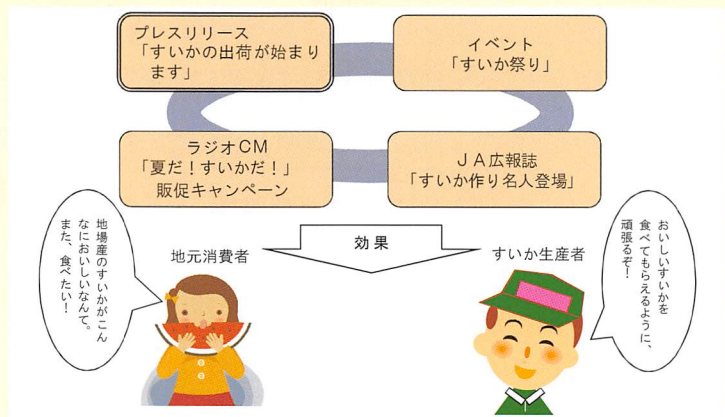 プレスリリース
「すいかの出荷が始まり
ます」
イベント
「すいか祭り」
ラジオCM
「夏だ！すいかだ！」
販促キャンペーン
ＪＡ広報誌
「すいか作り名人登場」
効果
地元消費者
すいか生産者
地場産のすいかがこん
なにおいしいなんて。
また、食べたい！
おいしいすいかを
食べてもらえるように、
頑張るぞ！